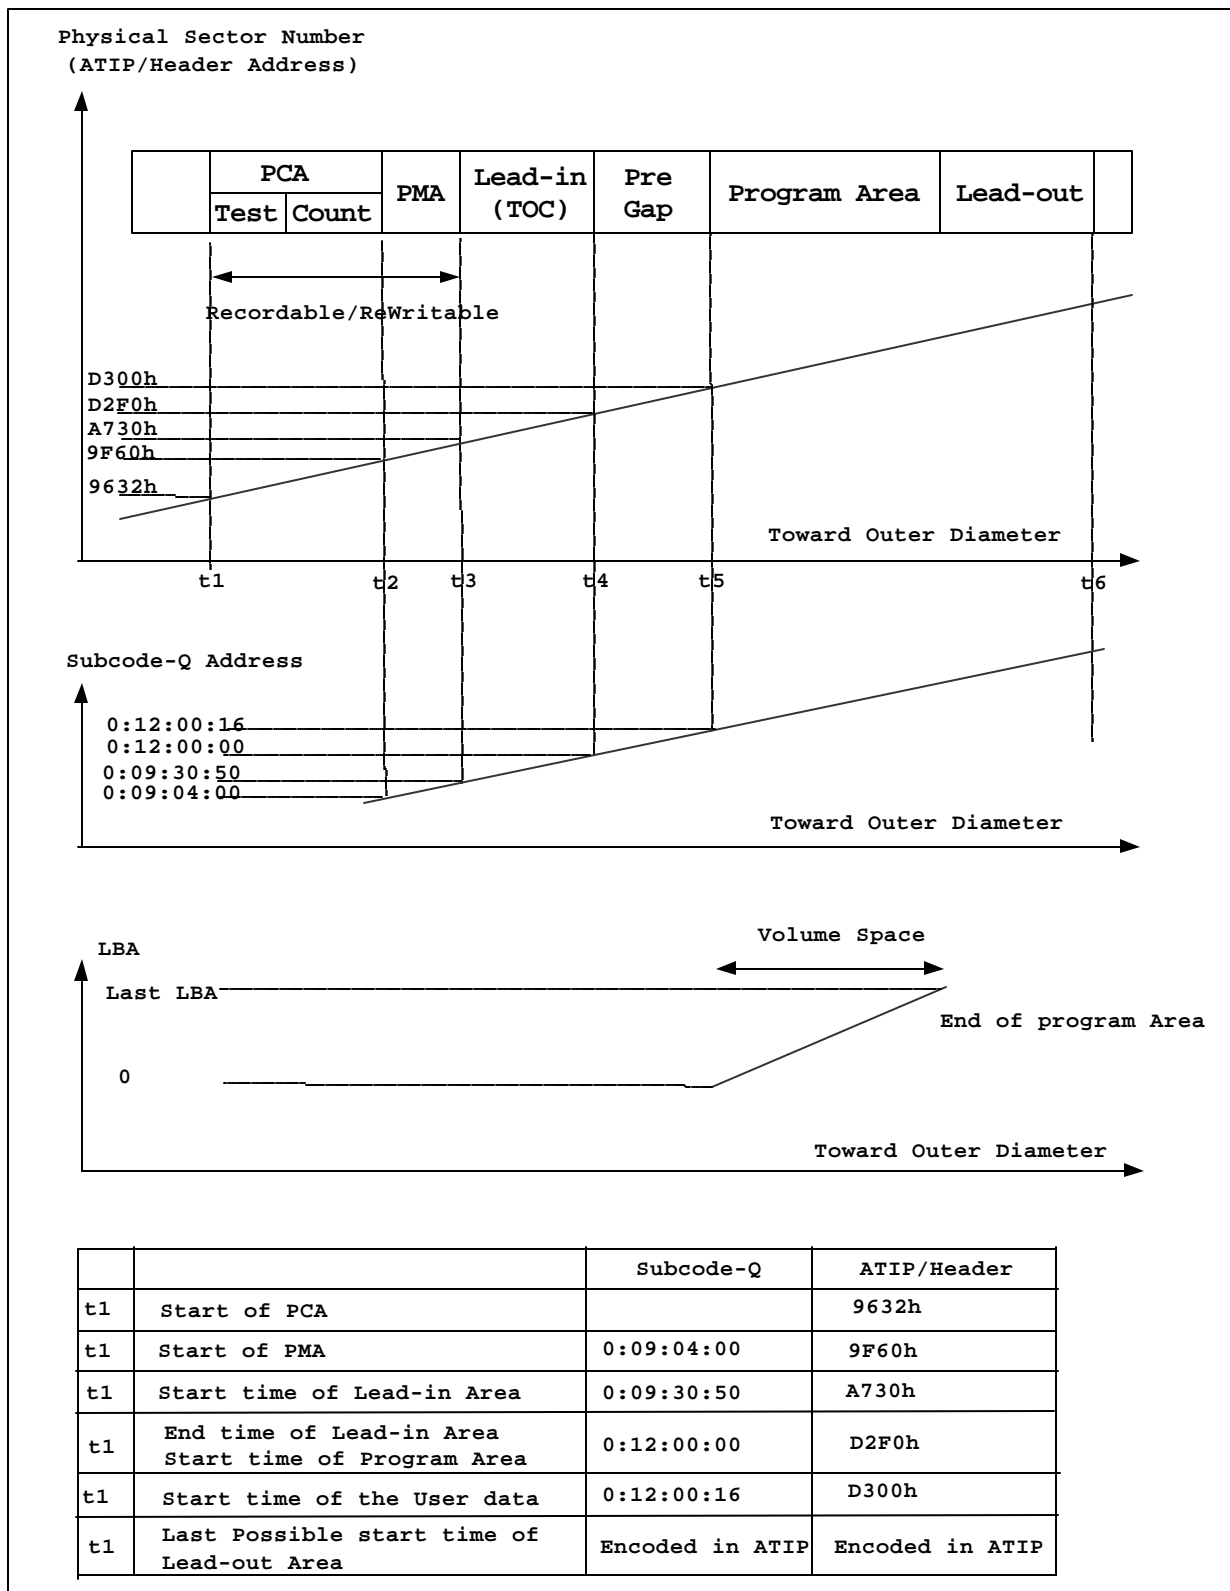 Physical Sector Number
(ATIP/Header Address)
PCA
Test Count
PMA
Lead-in
(TOC)
Pre
Gap
Program Area
Lead-out
Recordable/ReWritable
D300h
D2F0h
A730h
9F60h
9632h
Toward Outer Diameter
t1 t2 t3 t4 t5 t6
Subcode-Q Address
0:12:00:16
0:12:00:00
0:09:30:50
0:09:04:00
Toward Outer Diameter
LBA
Volume Space
Last LBA
End of program Area
0
Toward Outer Diameter
Subcode-Q ATIP/Header
t1 Start of PCA 9632h
t1 Start of PMA 0:09:04:00 9F60h
t1 Start time of Lead-in Area 0:09:30:50 A730h
t1 End time of Lead-in Area
Start time of Program Area 0:12:00:00 D2F0h
t1 Start time of the User data 0:12:00:16 D300h
t1 Last Possible start time of
Lead-out Area Encoded in ATIP Encoded in ATIP